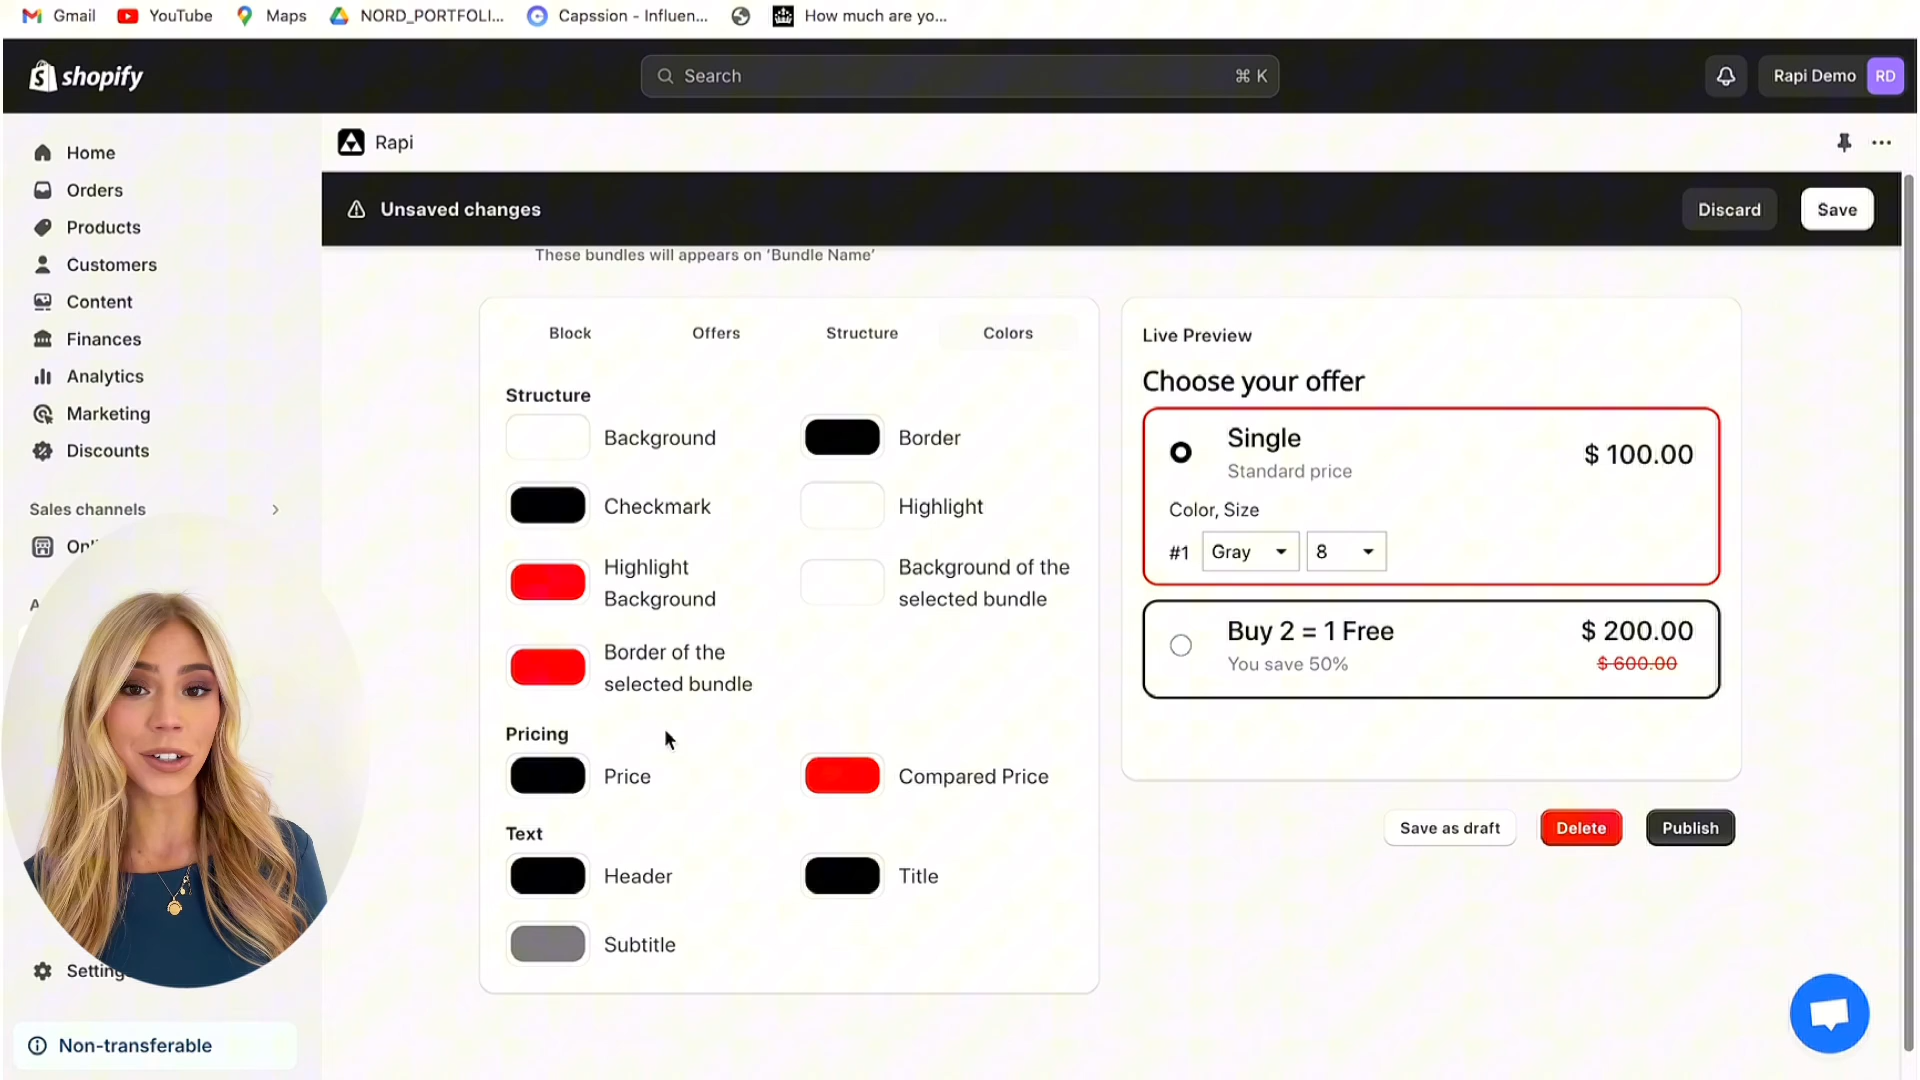 Gmail
YouTube
Maps
NORD_PORTFOLI...
Capssion - Influen...
How much are yo...
shopify
Search
⌘ K
Rapi Demo
RD
Home
Orders
Products
Customers
Content
Finances
Analytics
Marketing
Discounts
Sales channels
Settings
Non-transferable
Rapi
Unsaved changes
Discard
Save
These bundles will appears on ‘Bundle Name’
Block
Offers
Structure
Colors
Structure
Background
Border
Checkmark
Highlight
Highlight
Background
Background of the
selected bundle
Border of the
selected bundle
Pricing
Price
Compared Price
Text
Header
Title
Subtitle
Live Preview
Choose your offer
Single
$ 100.00
Standard price
Color, Size
#1
Gray
8
Buy 2 = 1 Free
$ 200.00
You save 50%
$ 600.00
Save as draft
Delete
Publish